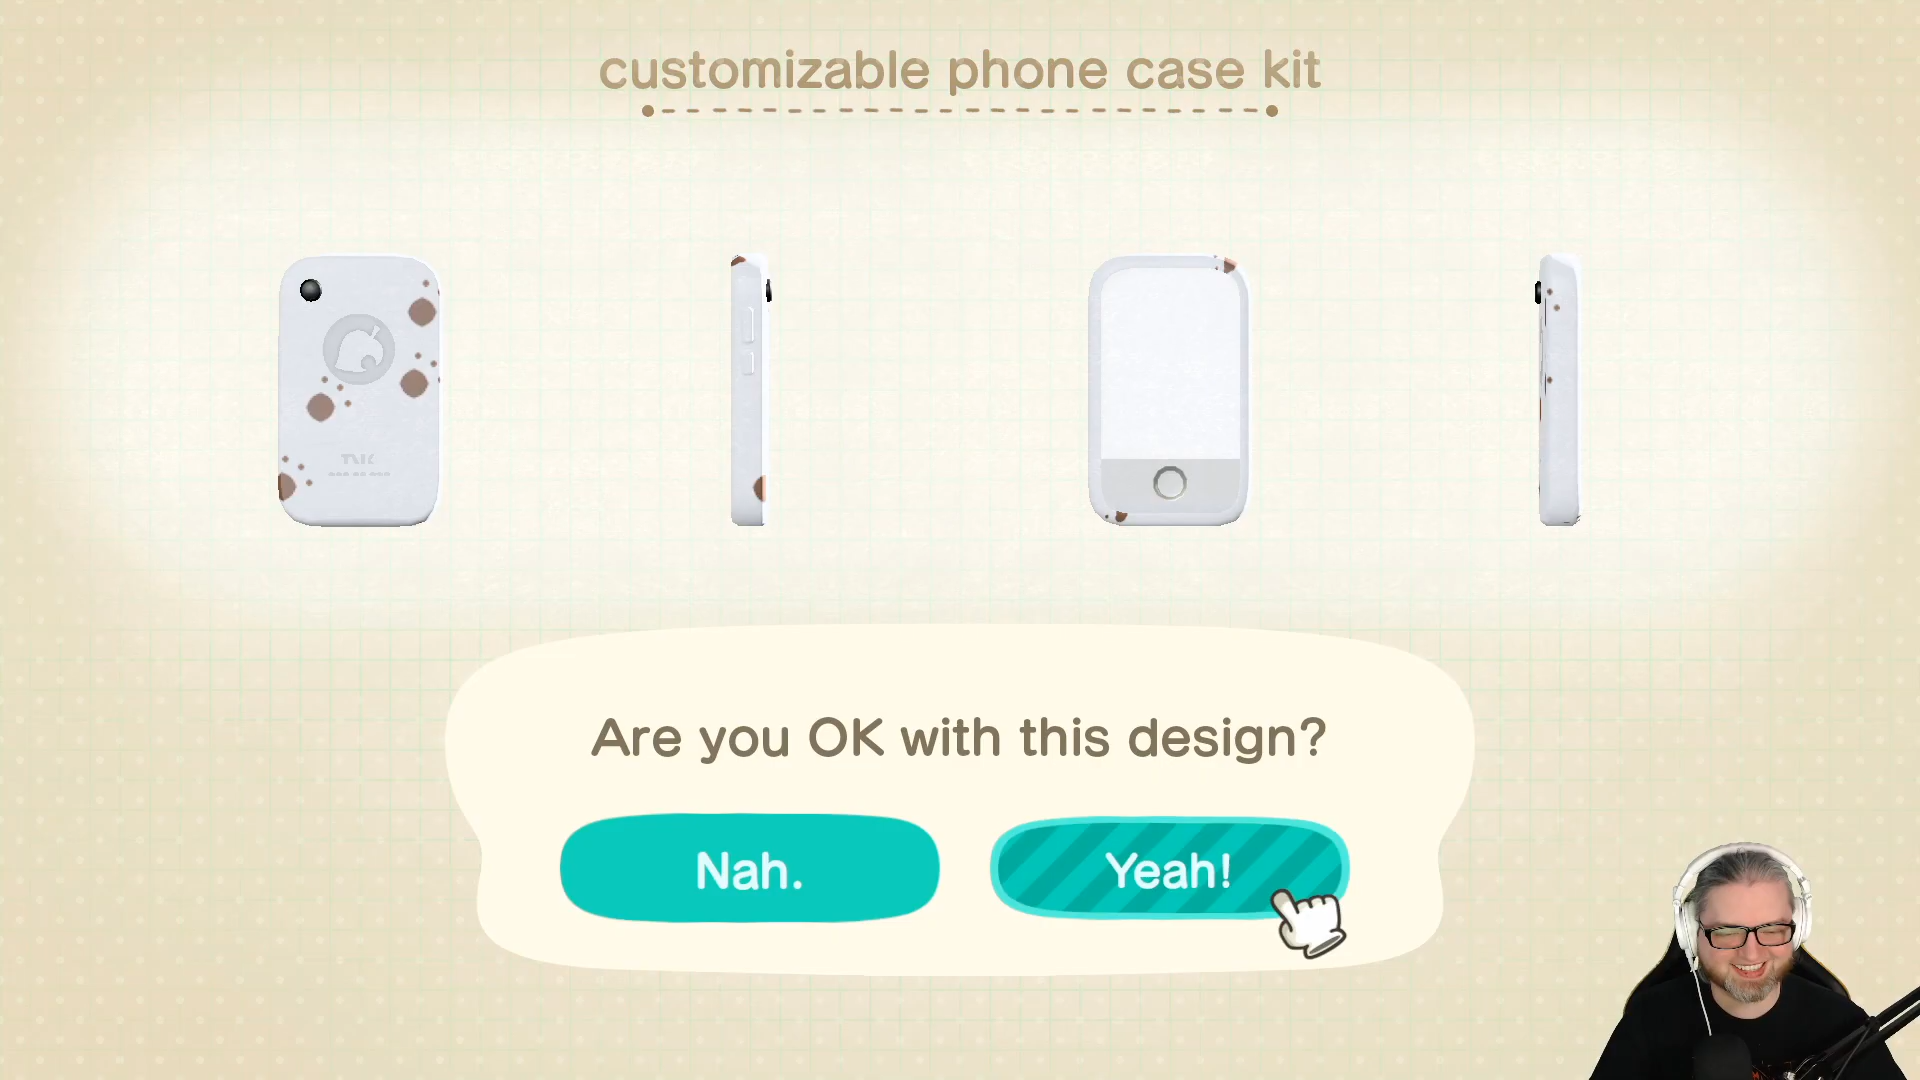 customizable phone case kit
Are you OK with this design?
Nah.
Yeah!